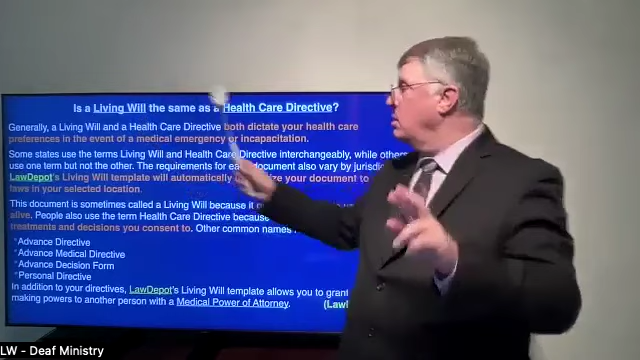 Is a Living Will the same as a Health Care Directive?
Generally, a Living Will and a Health Care Directive both dictate your health care
preferences in the event of a medical emergency or incapacitation.
Some states use the terms Living Will and Health Care Directive interchangeably, while others
use one term but not the other. The requirements for also vary by
LawDepot's Living Will template will automatically your document to
laws in your selected location.
This document is sometimes called a Living Will because it
alive. People also use the term Health Care Directive because
treatments and decisions you consent to. Other common names
*Advance Directive
*Advance Medical Directive
*Advance Decision Form
*Personal Directive
In addition to your directives, LawDepot's Living Will template allows you to grant
making powers to another person with a Medical Power of Attorney.
LW - Deaf Ministry